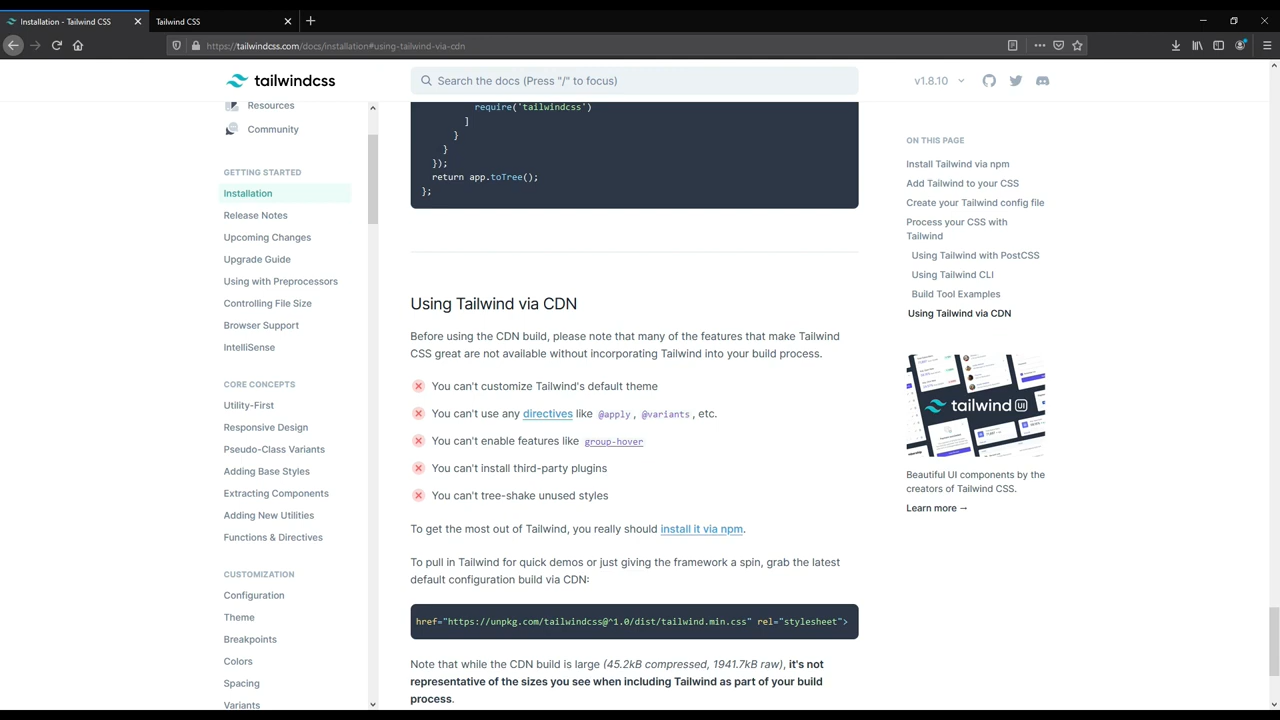 Installation - Tailwind CSS
Tailwind CSS
https://tailwindcss.com/docs/installation#using-tailwind-via-cdn
tailwindcss
Search the docs (Press "/" to focus)
v1.8.10
Resources
Community
GETTING STARTED
Installation
Release Notes
Upcoming Changes
Upgrade Guide
Using with Preprocessors
Controlling File Size
Browser Support
IntelliSense
CORE CONCEPTS
Utility-First
Responsive Design
Pseudo-Class Variants
Adding Base Styles
Extracting Components
Adding New Utilities
Functions & Directives
CUSTOMIZATION
Configuration
Theme
Breakpoints
Colors
Spacing
Variants
require('tailwindcss')
]
}
}
});
return app.toTree();
};
Using Tailwind via CDN
Before using the CDN build, please note that many of the features that make Tailwind
CSS great are not available without incorporating Tailwind into your build process.
You can't customize Tailwind's default theme
You can't use any directives like @apply, @variants, etc.
You can't enable features like group-hover
You can't install third-party plugins
You can't tree-shake unused styles
To get the most out of Tailwind, you really should install it via npm.
To pull in Tailwind for quick demos or just giving the framework a spin, grab the latest
default configuration build via CDN:
href="https://unpkg.com/tailwindcss@^1.0/dist/tailwind.min.css" rel="stylesheet">
Note that while the CDN build is large (45.2kB compressed, 1941.7kB raw), it's not
representative of the sizes you see when including Tailwind as part of your build
process.
ON THIS PAGE
Install Tailwind via npm
Add Tailwind to your CSS
Create your Tailwind config file
Process your CSS with
Tailwind
Using Tailwind with PostCSS
Using Tailwind CLI
Build Tool Examples
Using Tailwind via CDN
tailwind UI
Beautiful UI components by the
creators of Tailwind CSS.
Learn more →